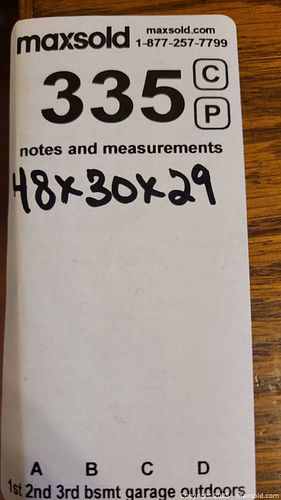 maxsold maxsold.com
1-877-257-7799
335 C
P
notes and measurements
48x30x29
A B C D
1st 2nd 3rd bsmt garage outdoors